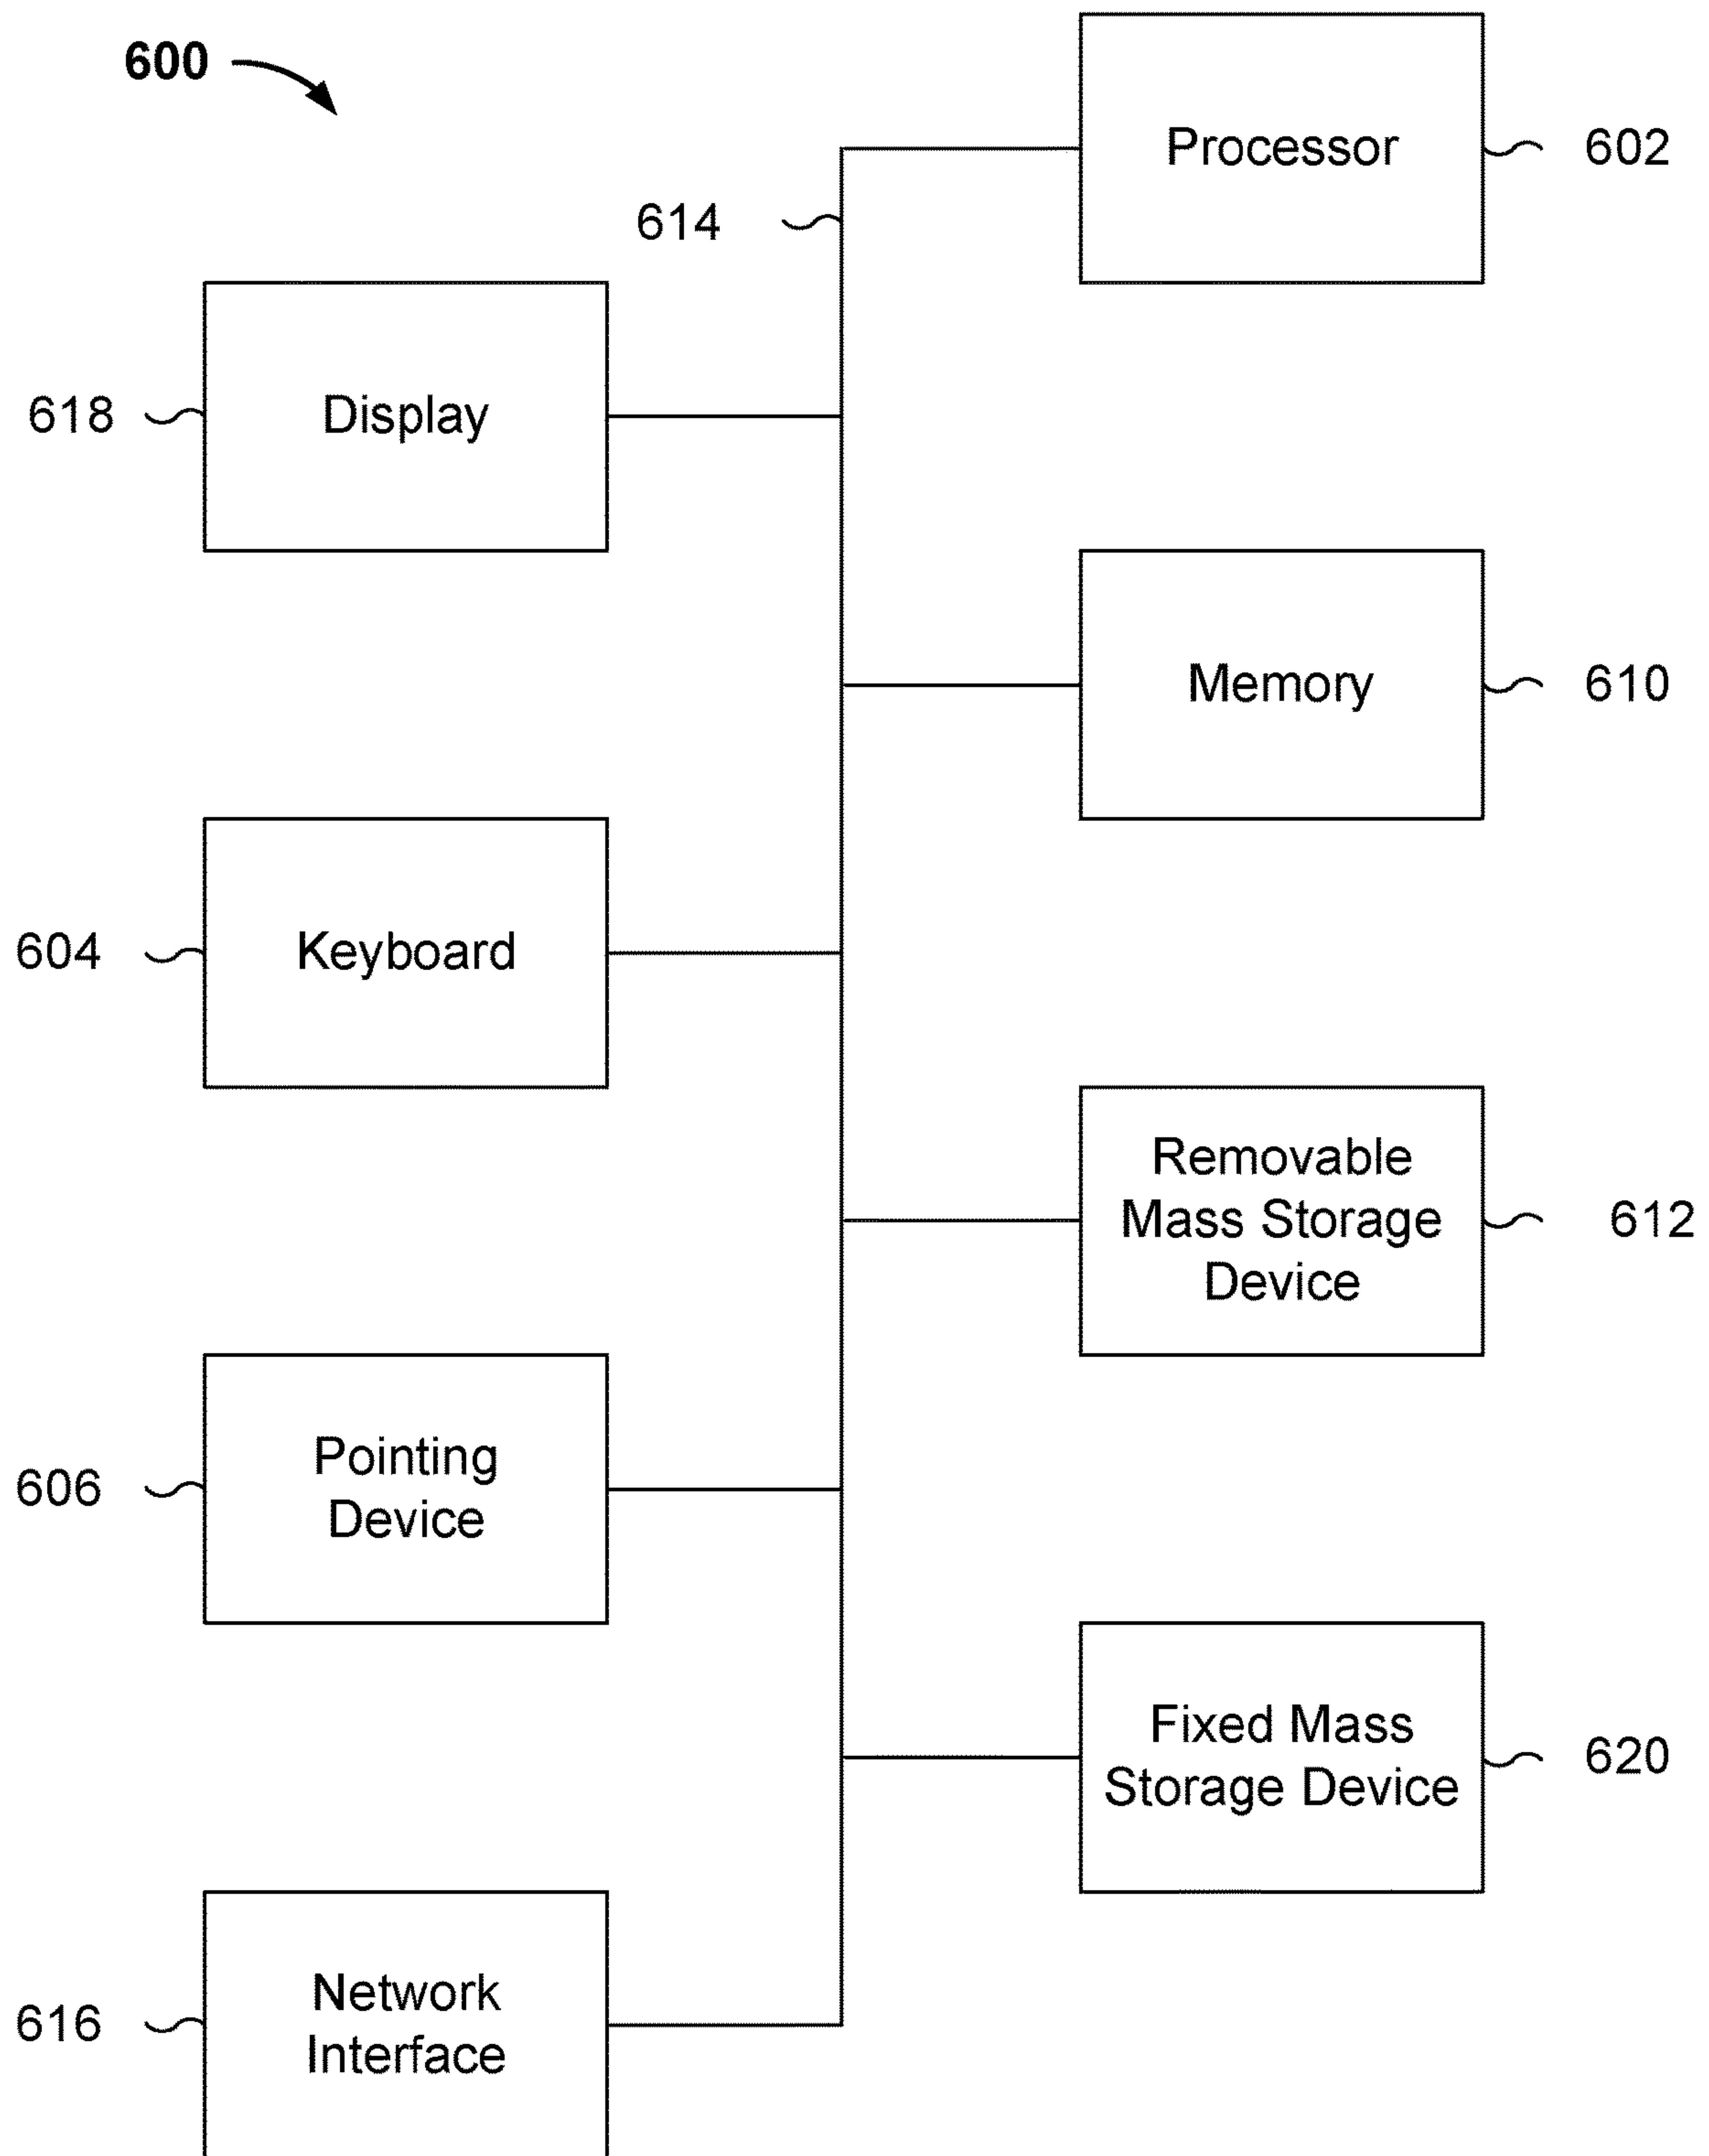 600
Processor
602
614
618
Display
Memory
610
604
Keyboard
Removable
Mass Storage
Device
612
606
Pointing
Device
Fixed Mass
Storage Device
620
616
Network
Interface